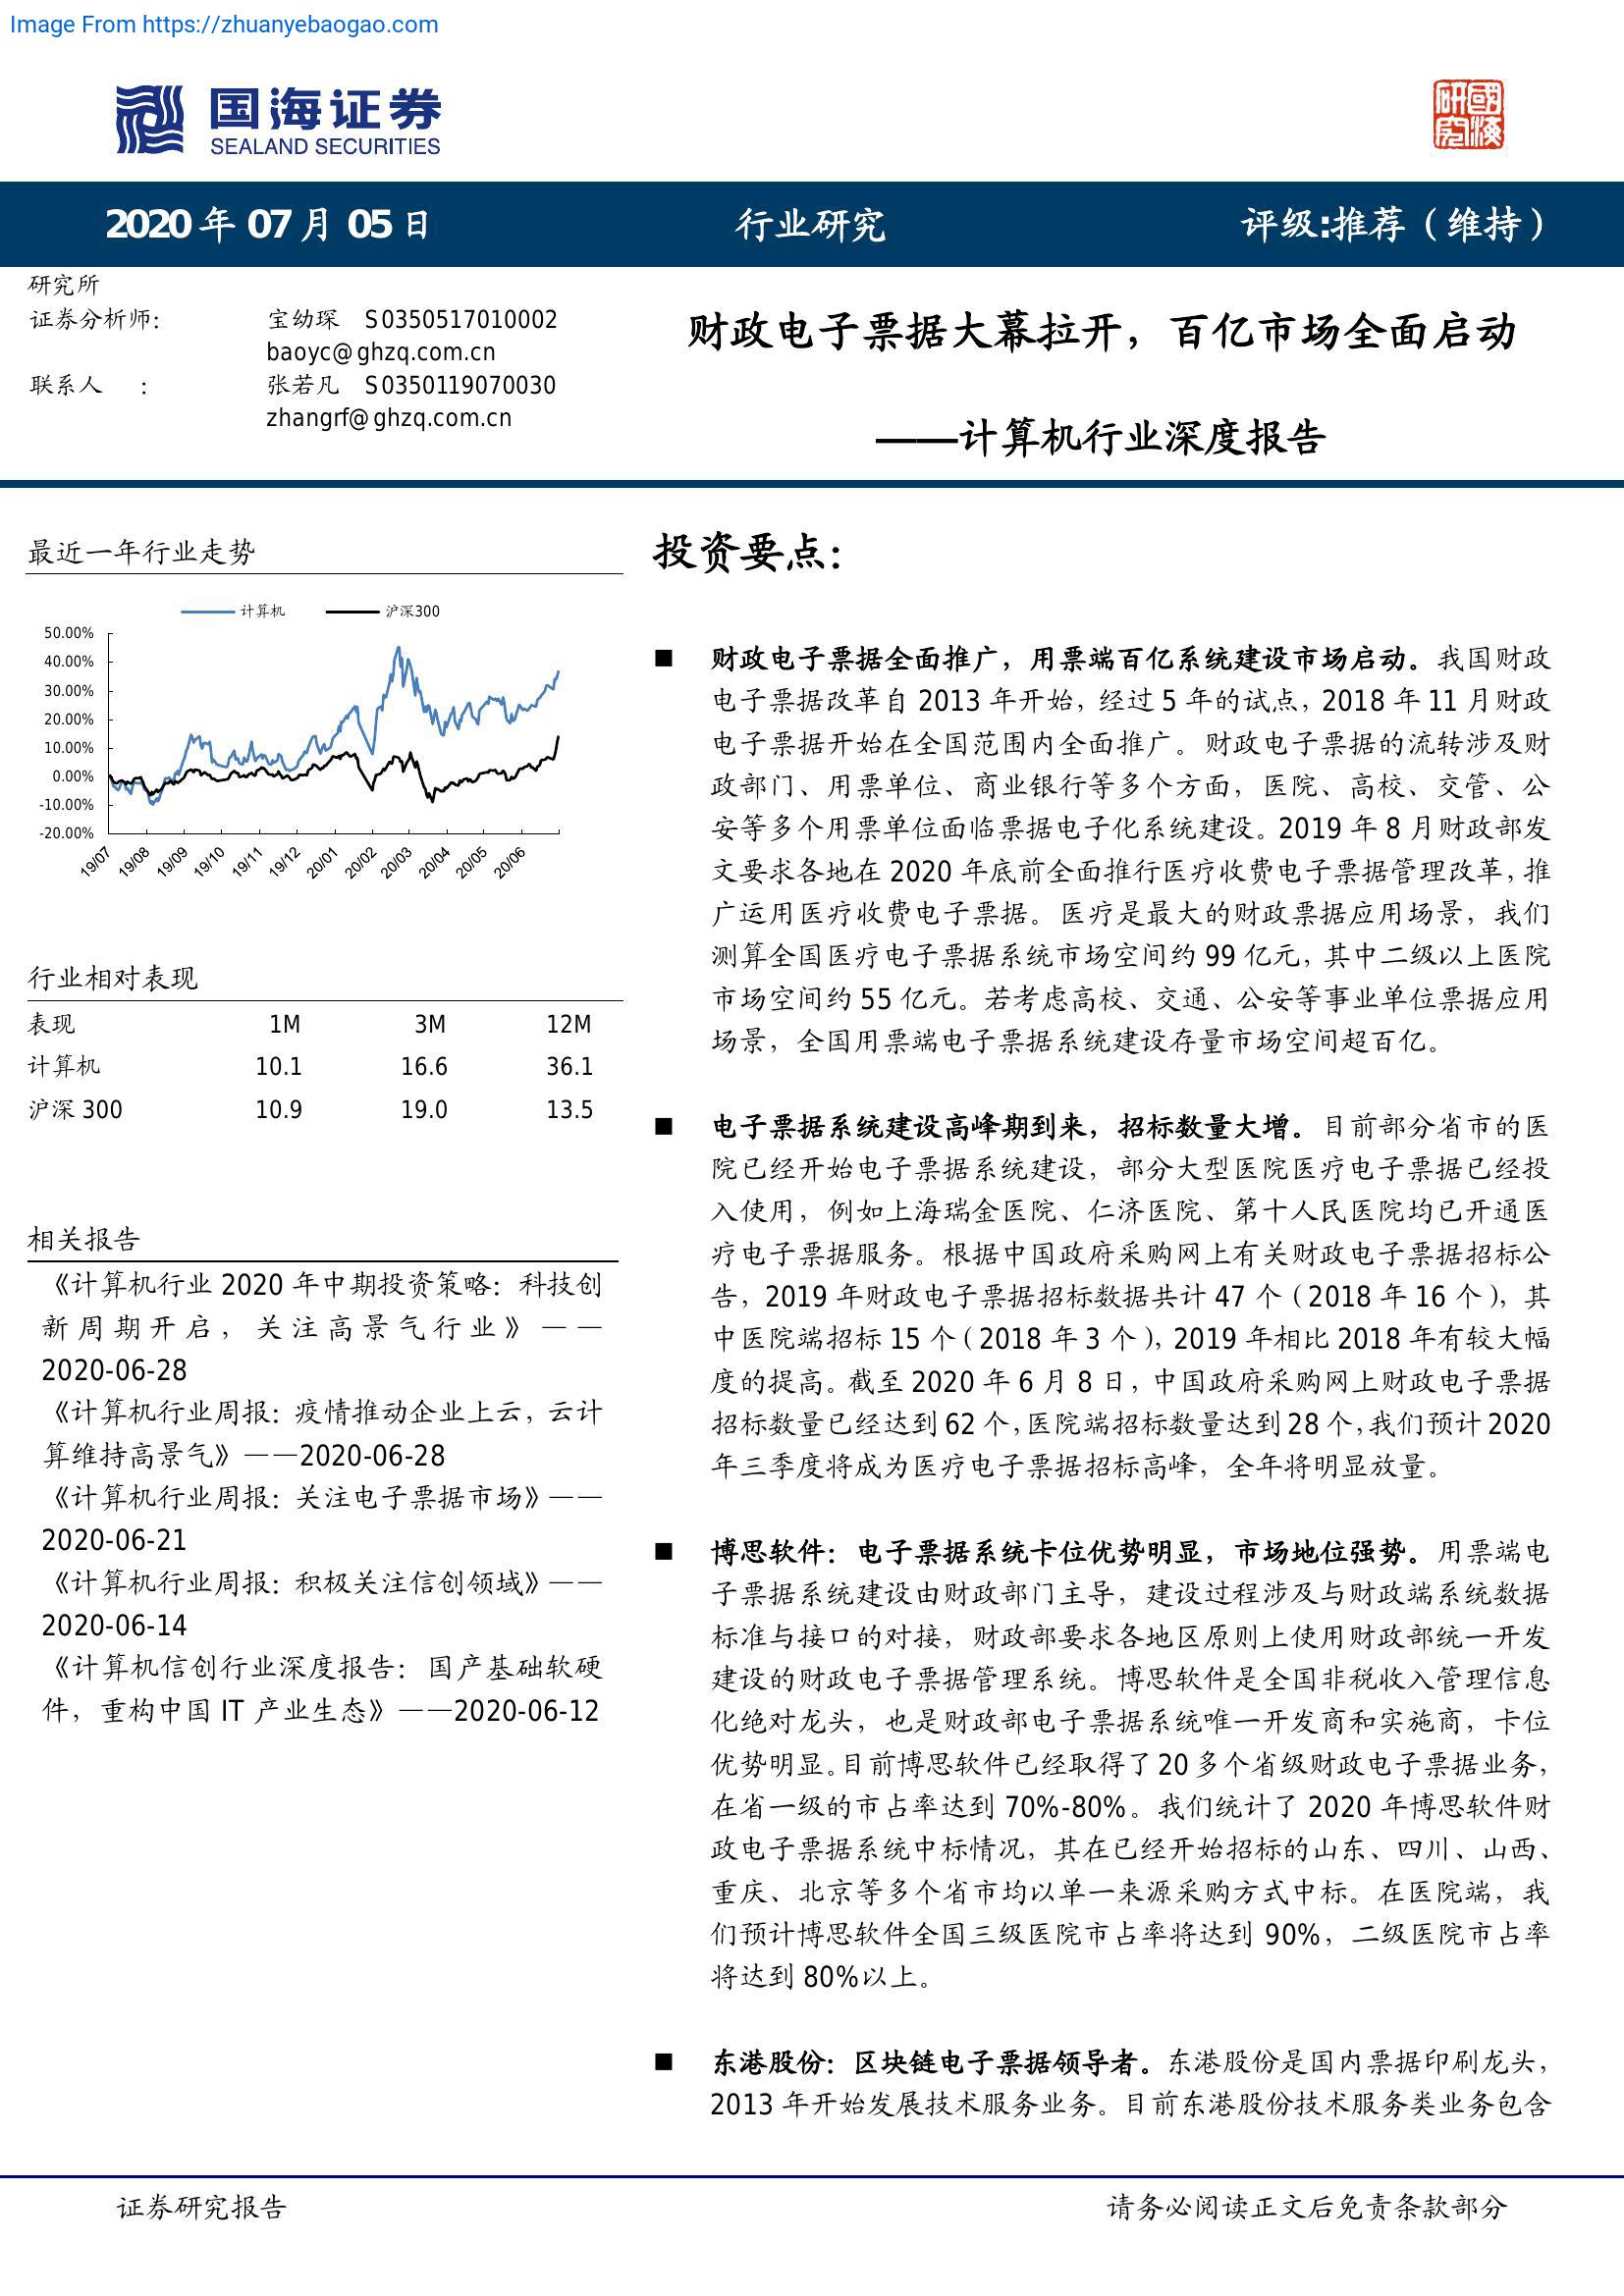 Image From https://zhuanyebaogao.com
国海证券
SEALAND SECURITIES
國海研究
2020 年 07 月 05 日 行业研究 评级:推荐（维持）
研究所
证券分析师： 宝幼琛 S0350517010002
baoyc@ghzq.com.cn
联系人 ： 张若凡 S0350119070030
zhangrf@ghzq.com.cn
财政电子票据大幕拉开，百亿市场全面启动
——计算机行业深度报告
最近一年行业走势
计算机 沪深300
50.00%
40.00%
30.00%
20.00%
10.00%
0.00%
-10.00%
-20.00%
19/07 19/08 19/09 19/10 19/11 19/12 20/01 20/02 20/03 20/04 20/05 20/06
行业相对表现
表现 1M 3M 12M
计算机 10.1 16.6 36.1
沪深 300 10.9 19.0 13.5
相关报告
《计算机行业 2020 年中期投资策略：科技创
新周期开启，关注高景气行业》——
2020-06-28
《计算机行业周报：疫情推动企业上云，云计
算维持高景气》——2020-06-28
《计算机行业周报：关注电子票据市场》——
2020-06-21
《计算机行业周报：积极关注信创领域》——
2020-06-14
《计算机信创行业深度报告：国产基础软硬
件，重构中国 IT 产业生态》——2020-06-12
投资要点：
■ 财政电子票据全面推广，用票端百亿系统建设市场启动。我国财政
电子票据改革自 2013 年开始，经过 5 年的试点，2018 年 11 月财政
电子票据开始在全国范围内全面推广。财政电子票据的流转涉及财
政部门、用票单位、商业银行等多个方面，医院、高校、交管、公
安等多个用票单位面临票据电子化系统建设。2019 年 8 月财政部发
文要求各地在 2020 年底前全面推行医疗收费电子票据管理改革，推
广运用医疗收费电子票据。医疗是最大的财政票据应用场景，我们
测算全国医疗电子票据系统市场空间约 99 亿元，其中二级以上医院
市场空间约 55 亿元。若考虑高校、交通、公安等事业单位票据应用
场景，全国用票端电子票据系统建设存量市场空间超百亿。
■ 电子票据系统建设高峰期到来，招标数量大增。目前部分省市的医
院已经开始电子票据系统建设，部分大型医院医疗电子票据已经投
入使用，例如上海瑞金医院、仁济医院、第十人民医院均已开通医
疗电子票据服务。根据中国政府采购网上有关财政电子票据招标公
告，2019 年财政电子票据招标数据共计 47 个（2018 年 16 个），其
中医院端招标 15 个（2018 年 3 个），2019 年相比 2018 年有较大幅
度的提高。截至 2020 年 6 月 8 日，中国政府采购网上财政电子票据
招标数量已经达到 62 个，医院端招标数量达到 28 个，我们预计 2020
年三季度将成为医疗电子票据招标高峰，全年将明显放量。
■ 博思软件：电子票据系统卡位优势明显，市场地位强势。用票端电
子票据系统建设由财政部门主导，建设过程涉及与财政端系统数据
标准与接口的对接，财政部要求各地区原则上使用财政部统一开发
建设的财政电子票据管理系统。博思软件是全国非税收入管理信息
化绝对龙头，也是财政部电子票据系统唯一开发商和实施商，卡位
优势明显。目前博思软件已经取得了 20 多个省级财政电子票据业务，
在省一级的市占率达到 70%-80%。我们统计了 2020 年博思软件财
政电子票据系统中标情况，其在已经开始招标的山东、四川、山西、
重庆、北京等多个省市均以单一来源采购方式中标。在医院端，我
们预计博思软件全国三级医院市占率将达到 90%，二级医院市占率
将达到 80%以上。
■ 东港股份：区块链电子票据领导者。东港股份是国内票据印刷龙头，
2013 年开始发展技术服务业务。目前东港股份技术服务类业务包含
证券研究报告 请务必阅读正文后免责条款部分